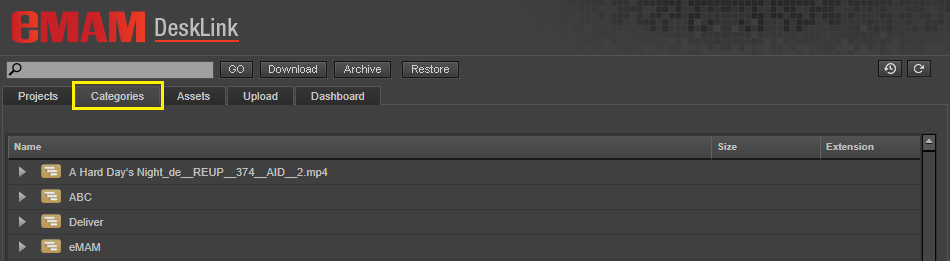 eMAM DeskLink
GO Download Archive Restore
Projects Categories Assets Upload Dashboard
Name Size Extension
A Hard Day's Night_de__REUP__374__AID__2.mp4
ABC
Deliver
eMAM